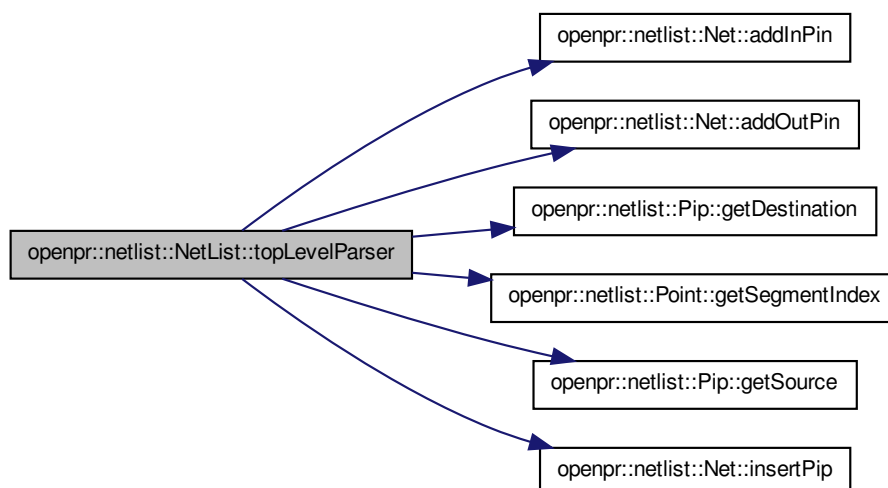 openpr::netlist::Net::addInPin
openpr::netlist::Net::addOutPin
openpr::netlist::Pip::getDestination
openpr::netlist::NetList::topLevelParser
openpr::netlist::Point::getSegmentIndex
openpr::netlist::Pip::getSource
openpr::netlist::Net::insertPip